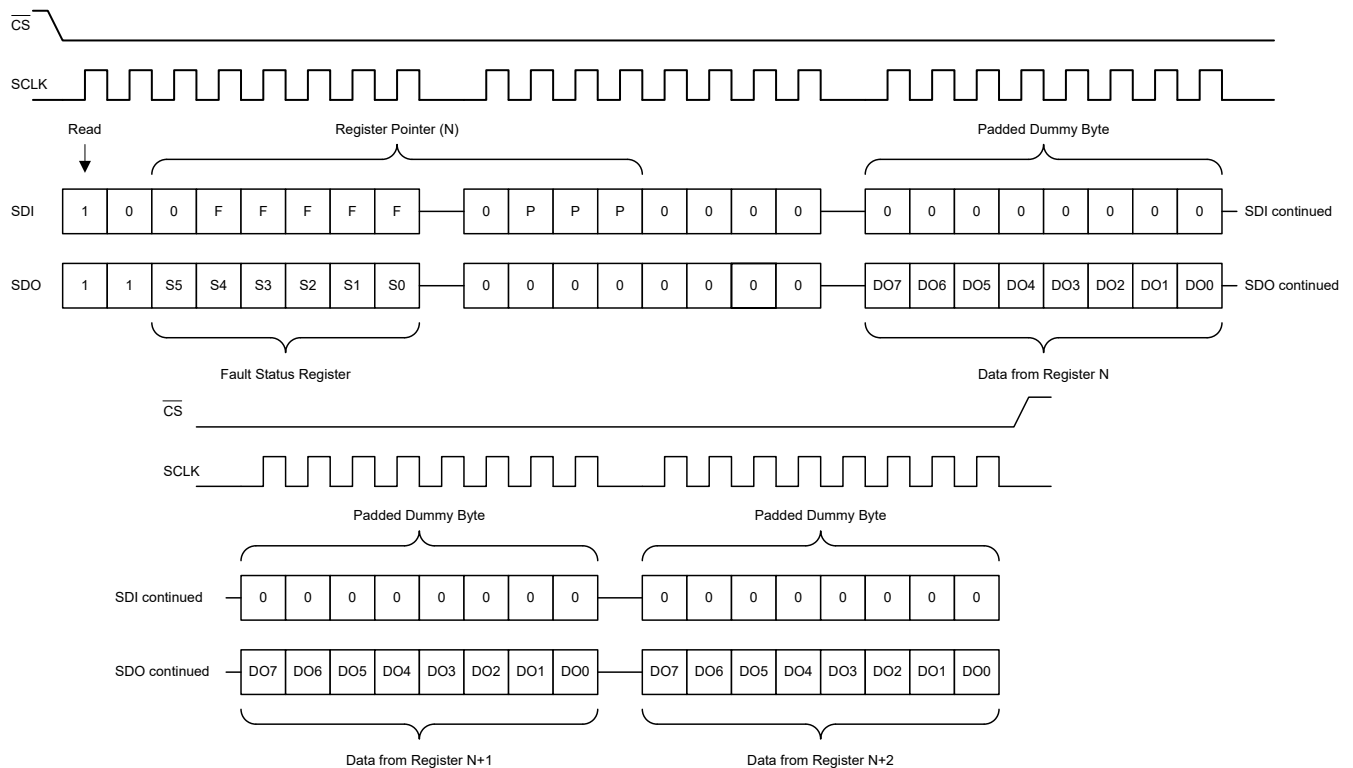 CS
SCLK
Read Register Pointer (N) Padded Dummy Byte
SDI 1 0 0 F F F F F 0 P P P 0 0 0 0 0 0 0 0 0 0 0 0 SDI continued
SDO 1 1 S5 S4 S3 S2 S1 S0 0 0 0 0 0 0 0 0 DO7 DO6 DO5 DO4 DO3 DO2 DO1 DO0 SDO continued
Fault Status Register Data from Register N
CS
SCLK
Padded Dummy Byte Padded Dummy Byte
SDI continued 0 0 0 0 0 0 0 0 0 0 0 0 0 0 0 0
SDO continued DO7 DO6 DO5 DO4 DO3 DO2 DO1 DO0 DO7 DO6 DO5 DO4 DO3 DO2 DO1 DO0
Data from Register N+1 Data from Register N+2